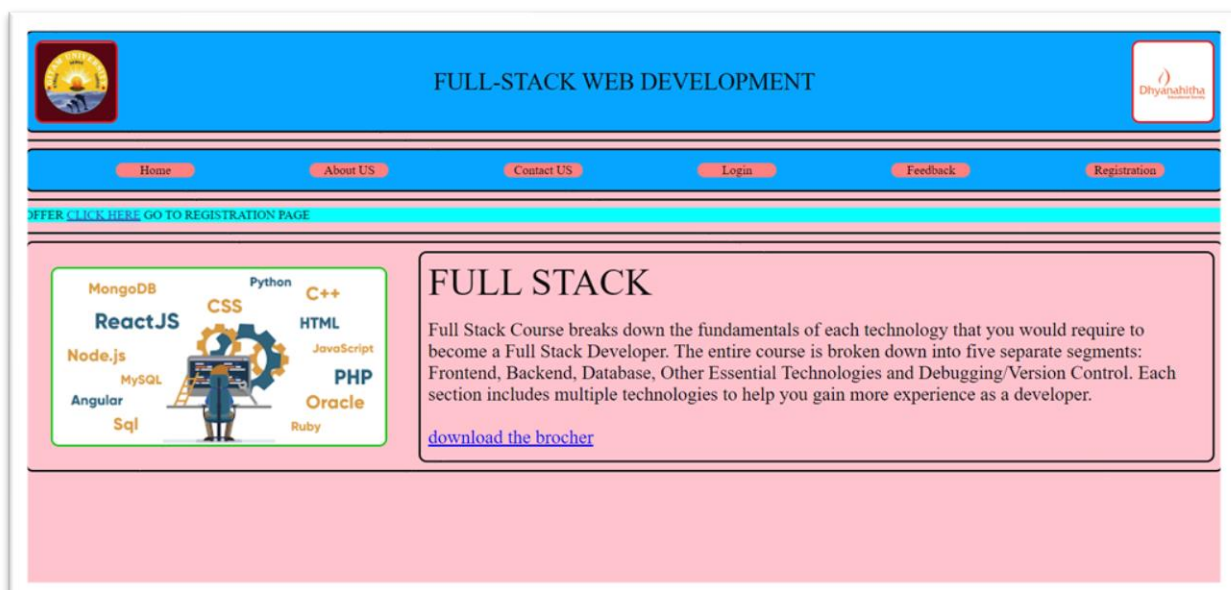 FULL-STACK WEB DEVELOPMENT
Dhyanahitha
Home About US Contact US Login Feedback Registration
OFFER CLICK HERE GO TO REGISTRATION PAGE
MongoDB
Python
CSS
C++
ReactJS
HTML
Node.js
JavaScript
MySQL
PHP
Angular
Oracle
Sql
Ruby
FULL STACK
Full Stack Course breaks down the fundamentals of each technology that you would require to
become a Full Stack Developer. The entire course is broken down into five separate segments:
Frontend, Backend, Database, Other Essential Technologies and Debugging/Version Control. Each
section includes multiple technologies to help you gain more experience as a developer.
download the brocher